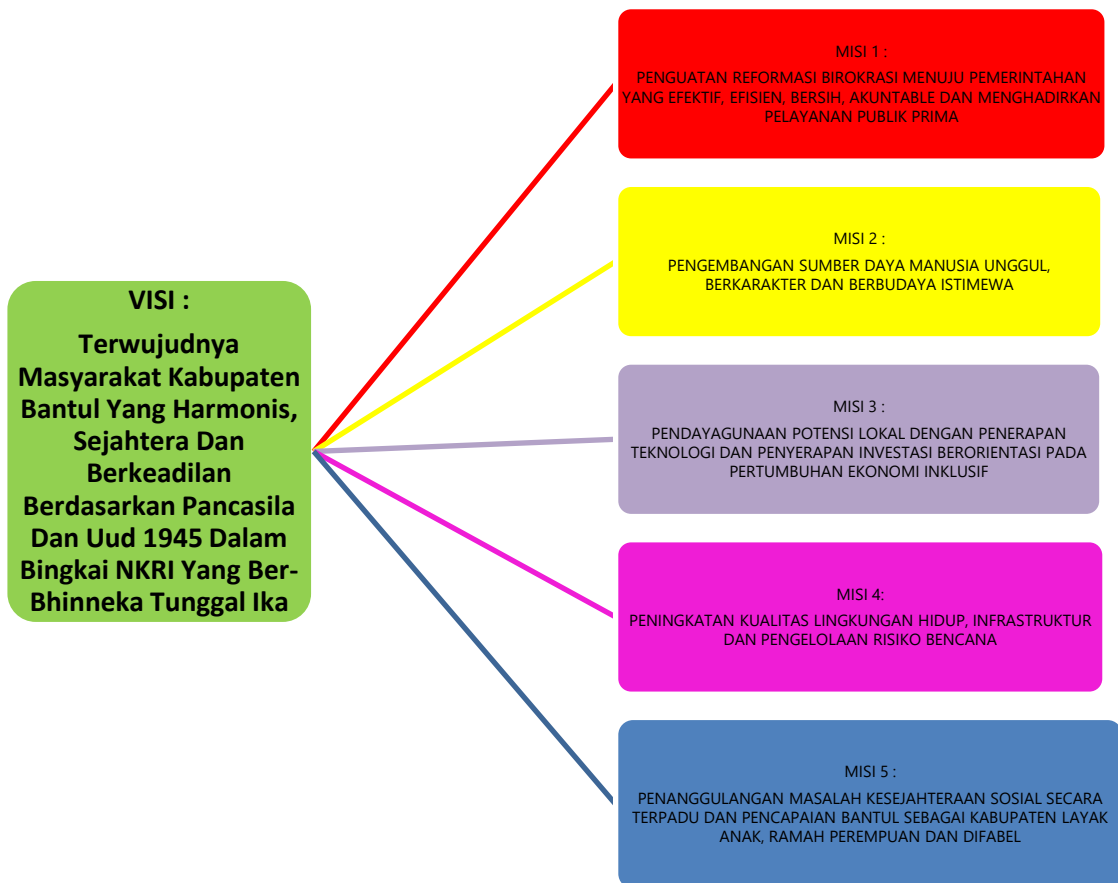 VISI :
Terwujudnya
Masyarakat Kabupaten
Bantul Yang Harmonis,
Sejahtera Dan
Berkeadilan
Berdasarkan Pancasila
Dan Uud 1945 Dalam
Bingkai NKRI Yang Ber-
Bhinneka Tunggal Ika
MISI 1 :
PENGUATAN REFORMASI BIROKRASI MENUJU PEMERINTAHAN
YANG EFEKTIF, EFISIEN, BERSIH, AKUNTABLE DAN MENGHADIRKAN
PELAYANAN PUBLIK PRIMA
MISI 2 :
PENGEMBANGAN SUMBER DAYA MANUSIA UNGGUL,
BERKARAKTER DAN BERBUDAYA ISTIMEWA
MISI 3 :
PENDAYAGUNAAN POTENSI LOKAL DENGAN PENERAPAN
TEKNOLOGI DAN PENYERAPAN INVESTASI BERORIENTASI PADA
PERTUMBUHAN EKONOMI INKLUSIF
MISI 4:
PENINGKATAN KUALITAS LINGKUNGAN HIDUP, INFRASTRUKTUR
DAN PENGELOLAAN RISIKO BENCANA
MISI 5 :
PENANGGULANGAN MASALAH KESEJAHTERAAN SOSIAL SECARA
TERPADU DAN PENCAPAIAN BANTUL SEBAGAI KABUPATEN LAYAK
ANAK, RAMAH PEREMPUAN DAN DIFABEL